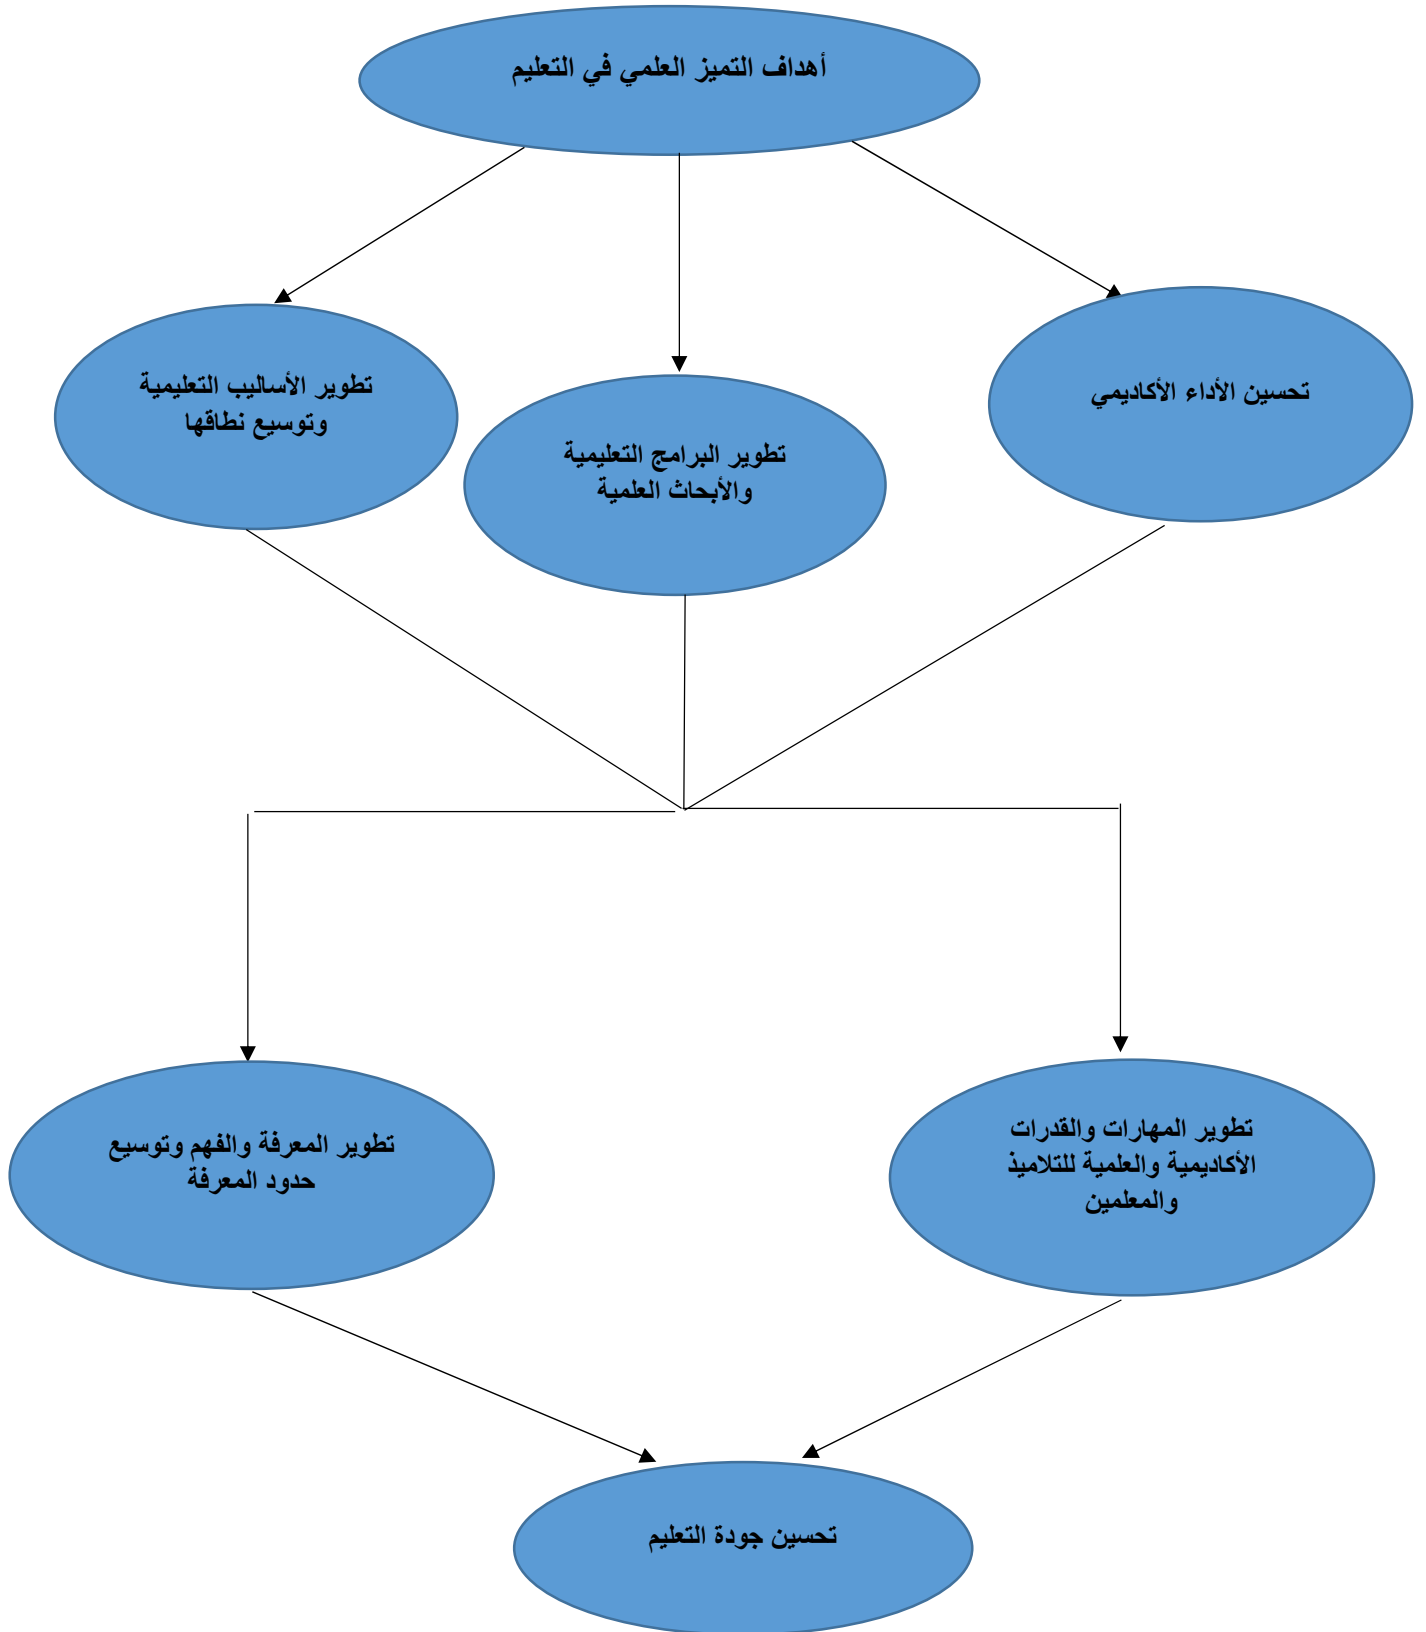 أهداف التميز العلمي في التعليم
تحسين الأداء الأكاديمي
تطوير البرامج التعليمية
والأبحاث العلمية
تطوير الأساليب التعليمية
وتوسيع نطاقها
تطوير المهارات والقدرات
الأكاديمية والعلمية للتلاميذ
والمعلمين
تطوير المعرفة والفهم وتوسيع
حدود المعرفة
تحسين جودة التعليم